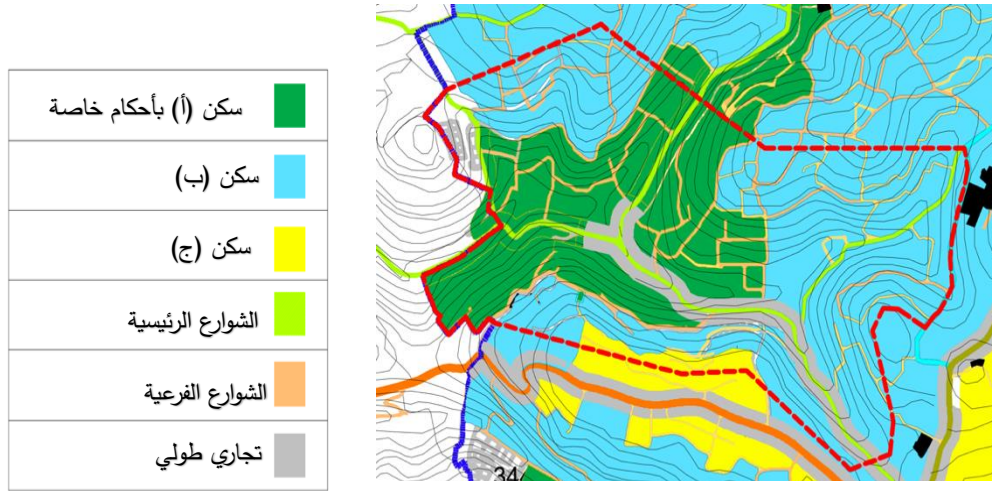 سكن (أ) بأحكام خاصة
سكن (ب)
سكن (ج)
الشوارع الرئيسية
الشوارع الفرعية
تجاري طولي